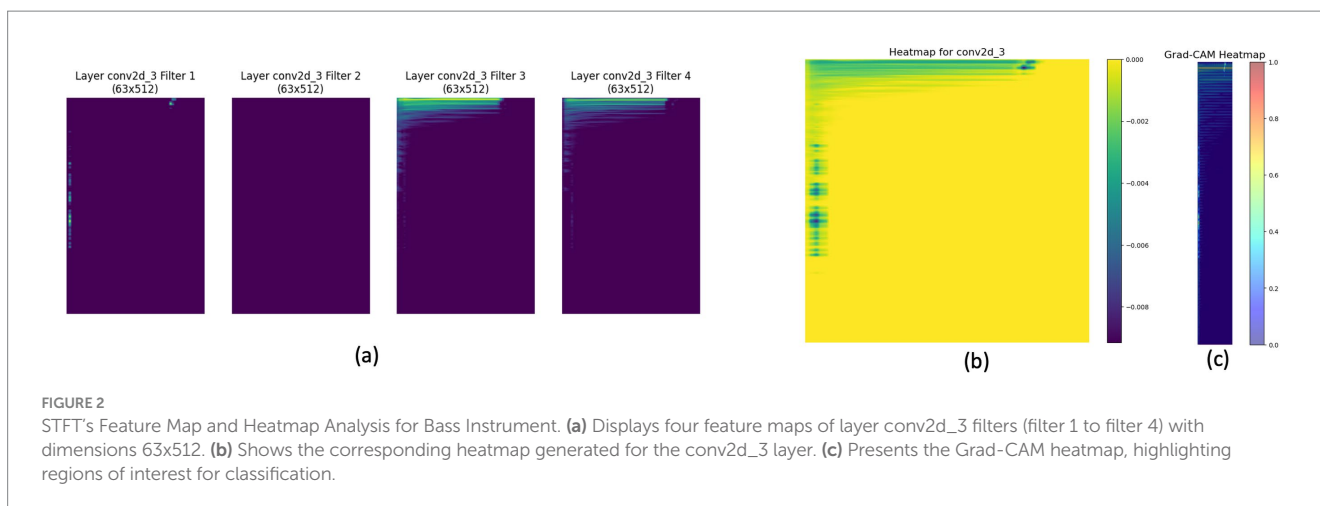 Layer conv2d_3 Filter 1
(63x512)
Layer conv2d_3 Filter 2
(63x512)
Layer conv2d_3 Filter 3
(63x512)
Layer conv2d_3 Filter 4
(63x512)
(a)
Heatmap for conv2d_3
0.000
−0.002
−0.004
−0.006
−0.008
(b)
Grad-CAM Heatmap
1.0
0.8
0.6
0.4
0.2
0.0
(c)
FIGURE 2
STFT's Feature Map and Heatmap Analysis for Bass Instrument. (a) Displays four feature maps of layer conv2d_3 filters (filter 1 to filter 4) with
dimensions 63x512. (b) Shows the corresponding heatmap generated for the conv2d_3 layer. (c) Presents the Grad-CAM heatmap, highlighting
regions of interest for classification.